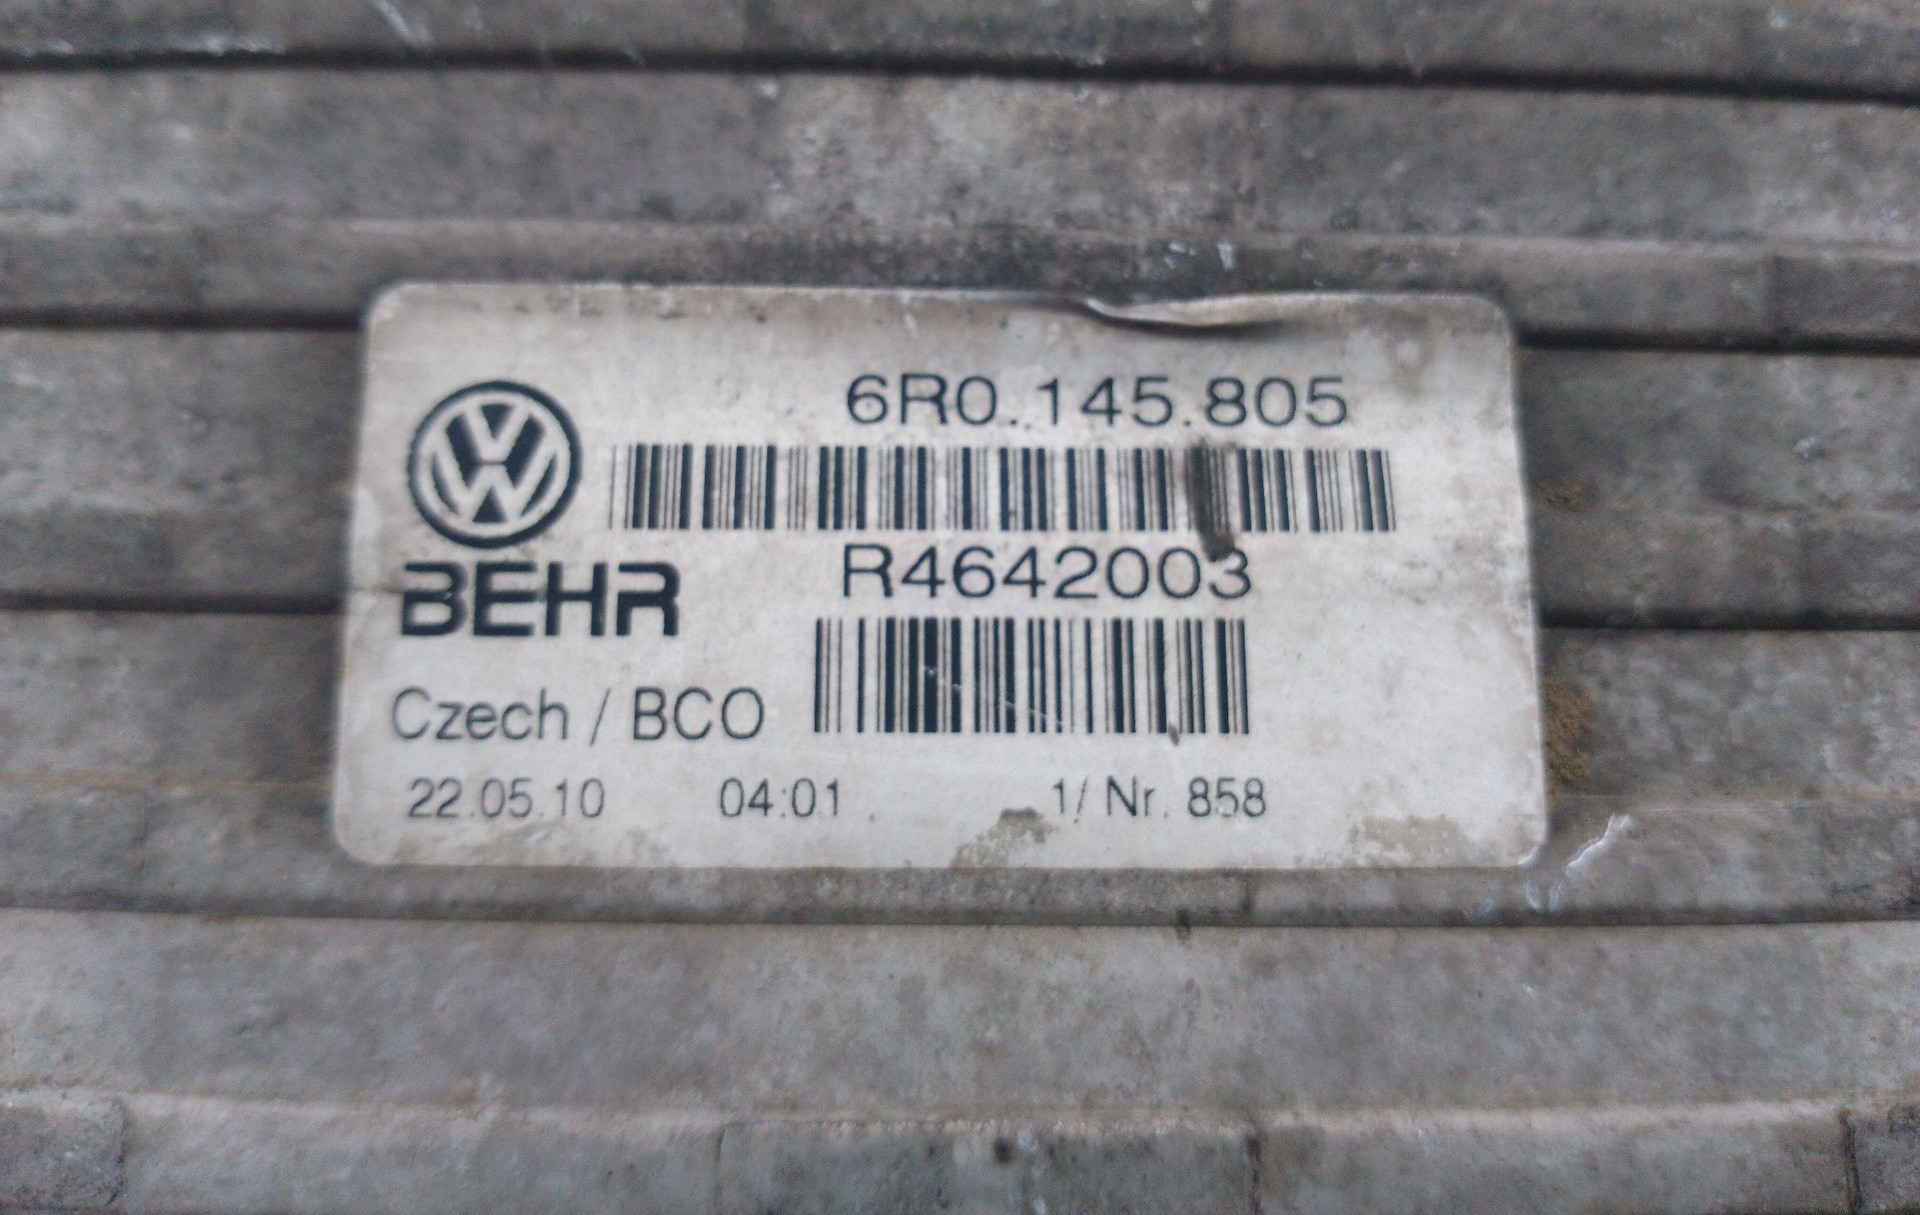 6R0..145.805
R4642003
BEHR
Czech / BCO
22.05.10 04:01 1/ Nr. 858